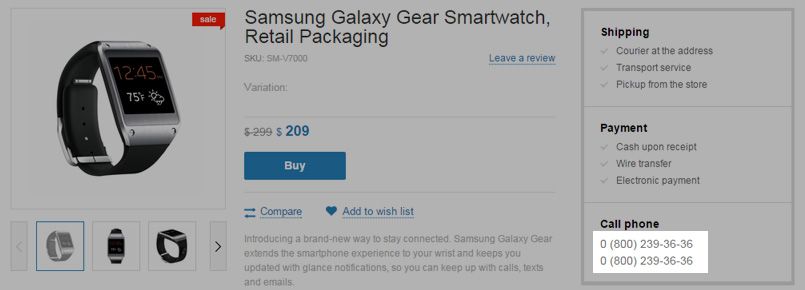 sale
12:45
75°F
Samsung Galaxy Gear Smartwatch,
Retail Packaging
SKU: SM-V7000
Leave a review
Variation:
$ 299 $ 209
Buy
Compare
Add to wish list
Introducing a brand-new way to stay connected. Samsung Galaxy Gear
extends the smartphone experience to your wrist and keeps you
updated with glance notifications, so you can keep up with calls, texts
and emails.
Shipping
Courier at the address
Transport service
Pickup from the store
Payment
Cash upon receipt
Wire transfer
Electronic payment
Call phone
0 (800) 239-36-36
0 (800) 239-36-36